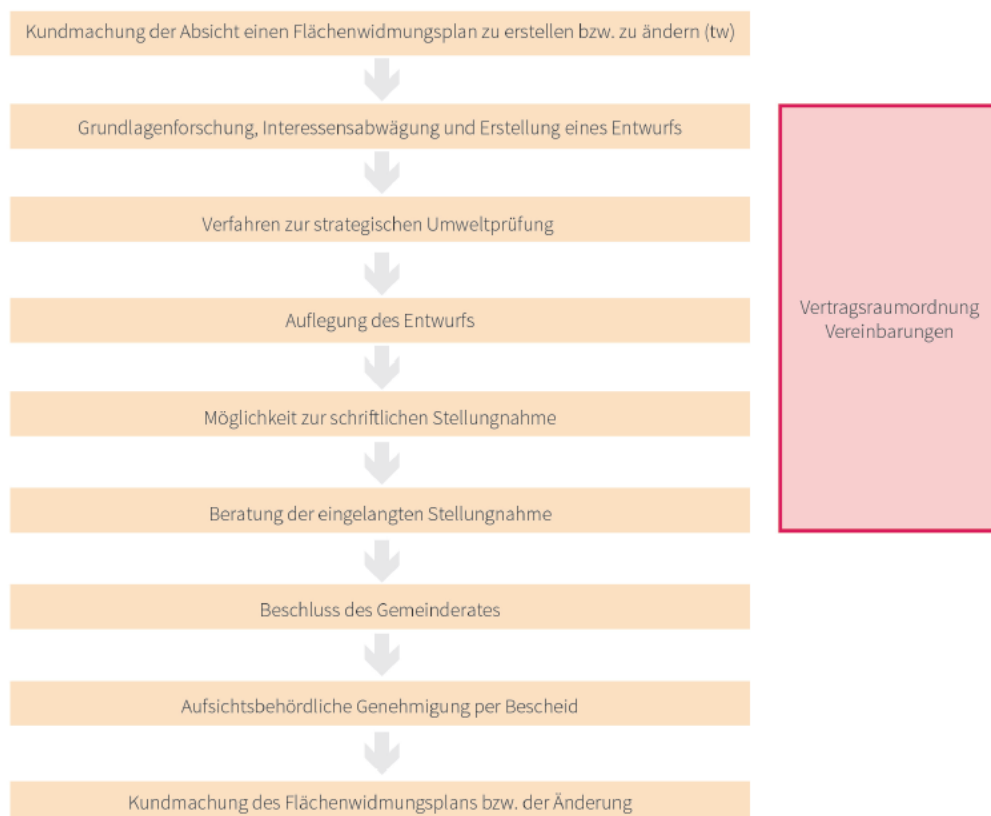 Kundmachung der Absicht einen Flächenwidmungsplan zu erstellen bzw. zu ändern (tw)
Grundlagenforschung, Interessensabwägung und Erstellung eines Entwurfs
Verfahren zur strategischen Umweltprüfung
Auflegung des Entwurfs
Möglichkeit zur schriftlichen Stellungnahme
Beratung der eingelangten Stellungnahme
Beschluss des Gemeinderates
Aufsichtsbehördliche Genehmigung per Bescheid
Kundmachung des Flächenwidmungsplans bzw. der Änderung
Vertragsraumordnung
Vereinbarungen